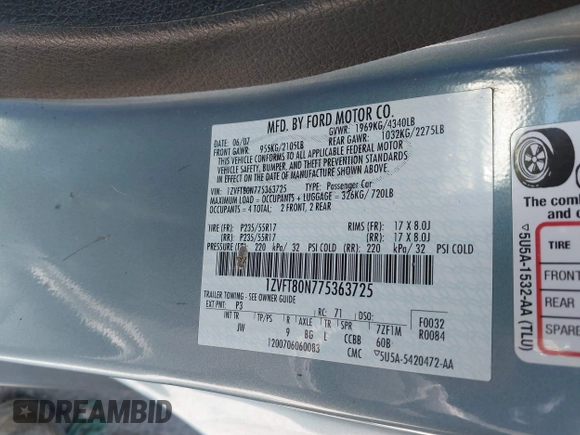 MFD. BY FORD MOTOR CO.
DATE: 06/07 GVWR: 1969KG/4340LB
FRONT GAWR: 955KG/2105LB REAR GAWR: 1032KG/2275LB
THIS VEHICLE CONFORMS TO ALL APPLICABLE FEDERAL MOTOR
VEHICLE SAFETY, BUMPER, AND THEFT PREVENTION STANDARDS
IN EFFECT ON THE DATE OF MANUFACTURE SHOWN ABOVE.
VIN: 1ZVFT80N775363725 TYPE: Passenger Car
MAXIMUM LOAD = OCCUPANTS + LUGGAGE = 326KG/ 720LB
OCCUPANTS = 4 TOTAL: 2 FRONT, 2 REAR
TIRE (FR): P235/55R17 RIMS (FR): 17 X 8.0J
(RR): P235/55R17 (RR): 17 X 8.0J
PRESSURE (FR): 220 kPa/ 32 PSI COLD (RR): 220 kPa/ 32 PSI COLD
1ZVFT80N775363725
TRAILER TOWING - SEE OWNER GUIDE
EXT PNT: P3 RC: 71 DSO: F0032
INT TR TP/PS R AXLE TR SPR R0084
JW 9 BG L CCBB 7ZF1M
60B
1200706060083 CMC ▽5U5A-5420472-AA
▽5U5A-1532-AA (TLU)
The comb
of occupants
TIRE
FRONT
REAR
SPARE
DREAMBID